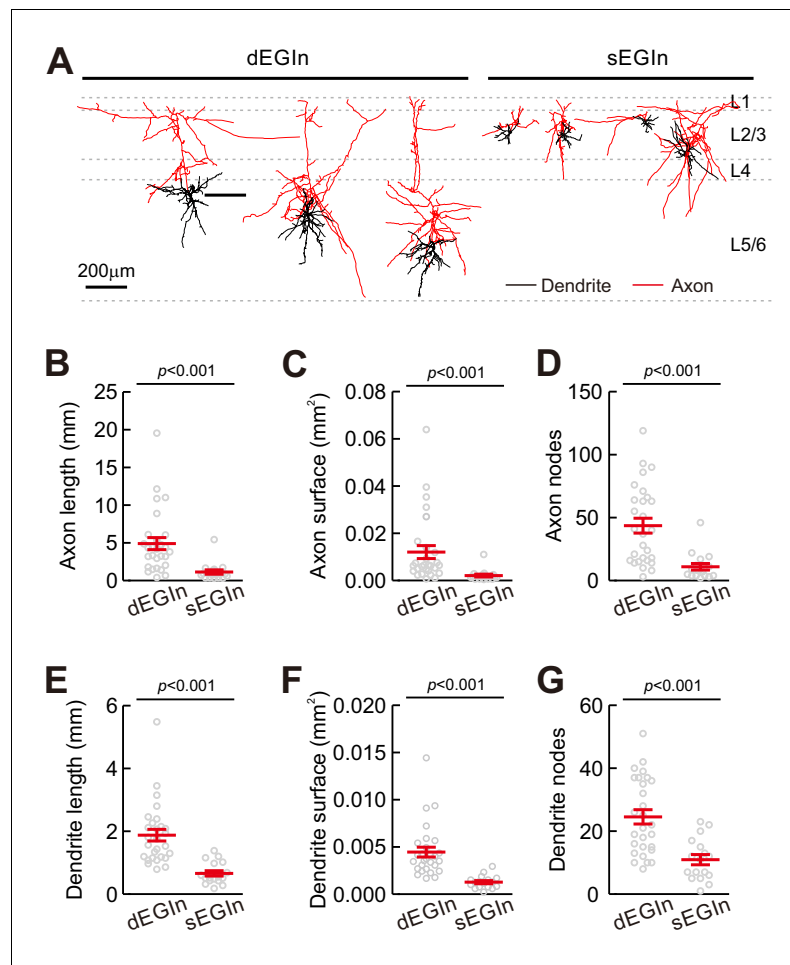 A
dEGIn sEGIn
L1
L2/3
L4
L5/6
200μm
Dendrite Axon
B
p<0.001
Axon length (mm)
25
20
15
10
5
0
dEGIn sEGIn
C
p<0.001
Axon surface (mm²)
0.08
0.06
0.04
0.02
0.00
dEGIn sEGIn
D
p<0.001
Axon nodes
150
100
50
0
dEGIn sEGIn
E
p<0.001
Dendrite length (mm)
6
4
2
0
dEGIn sEGIn
F
p<0.001
Dendrite surface (mm²)
0.020
0.015
0.010
0.005
0.000
dEGIn sEGIn
G
p<0.001
Dendrite nodes
60
40
20
0
dEGIn sEGIn